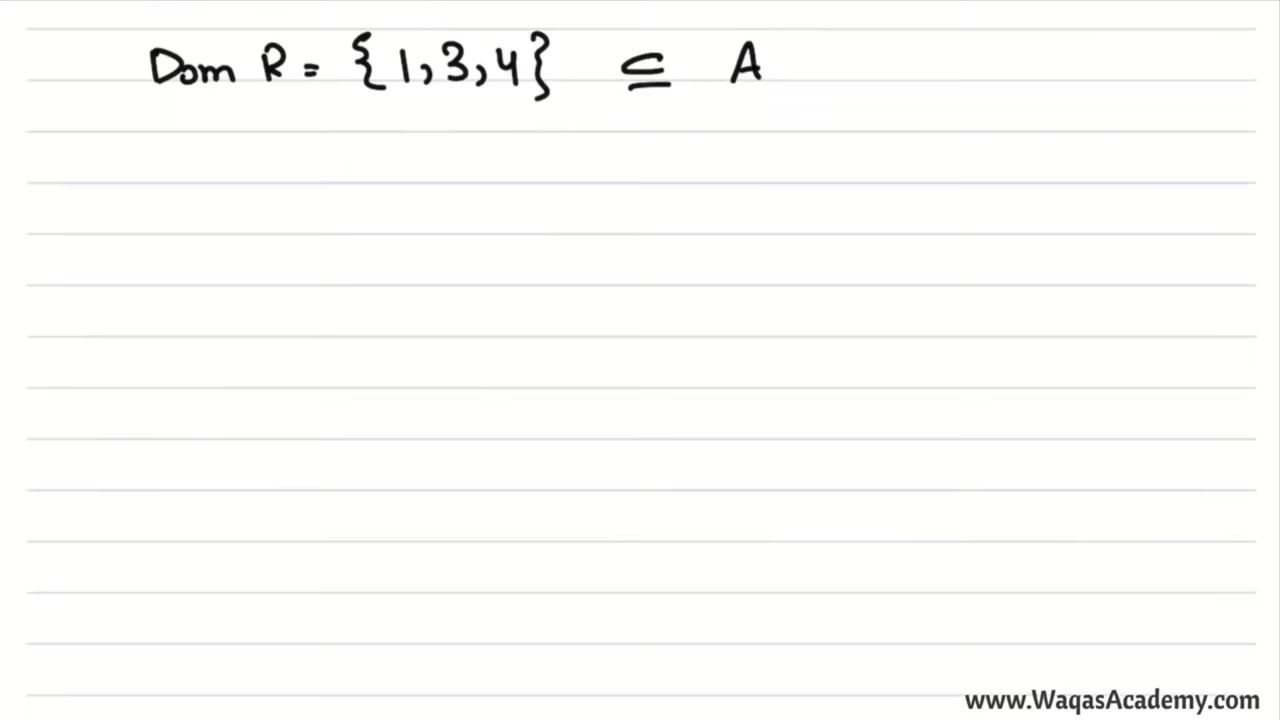 Dom R = {1, 3, 4} ⊆ A
www.WaqasAcademy.com